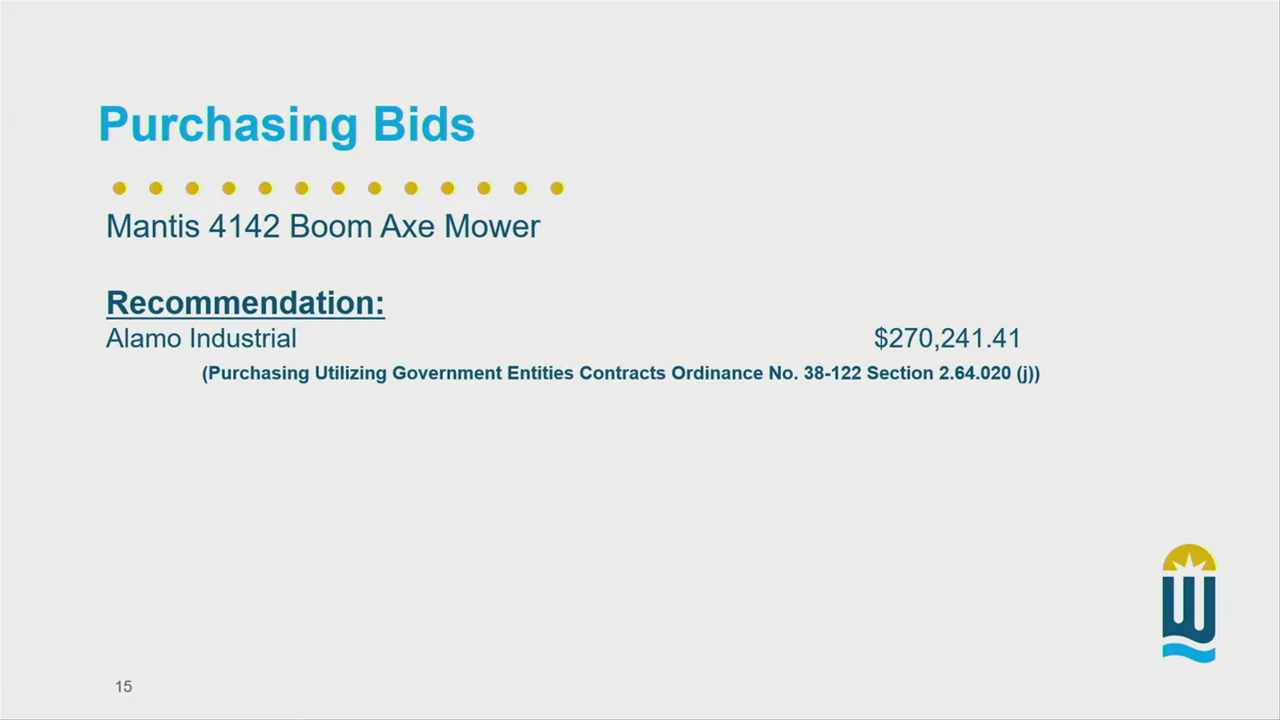 Purchasing Bids
Mantis 4142 Boom Axe Mower
Recommendation:
Alamo Industrial $270,241.41
(Purchasing Utilizing Government Entities Contracts Ordinance No. 38-122 Section 2.64.020 (j))
W
15